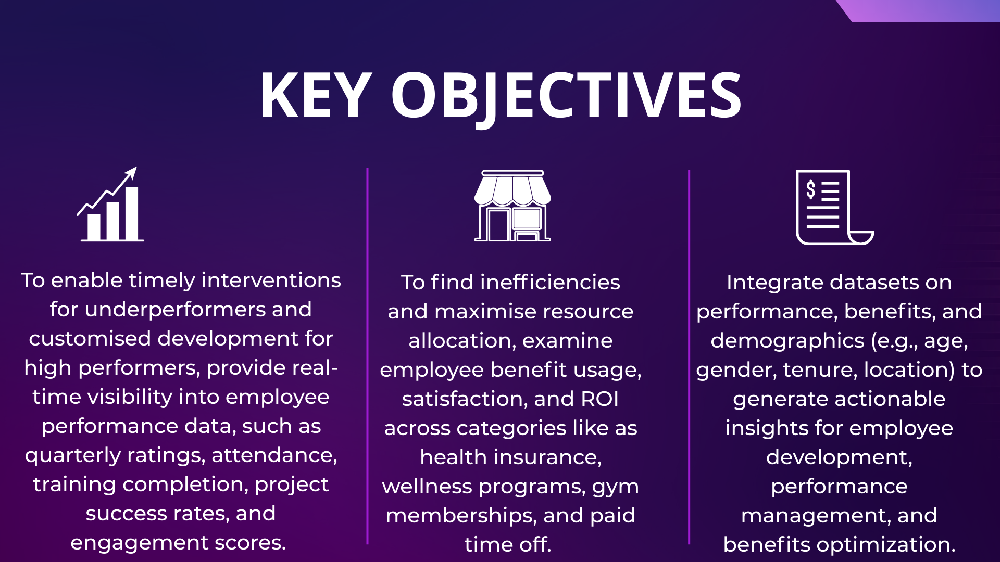 KEY OBJECTIVES
To enable timely interventions
for underperformers and
customised development for
high performers, provide real-
time visibility into employee
performance data, such as
quarterly ratings, attendance,
training completion, project
success rates, and
engagement scores.
To find inefficiencies
and maximise resource
allocation, examine
employee benefit usage,
satisfaction, and ROI
across categories like as
health insurance,
wellness programs, gym
memberships, and paid
time off.
$
Integrate datasets on
performance, benefits, and
demographics (e.g., age,
gender, tenure, location) to
generate actionable
insights for employee
development,
performance
management, and
benefits optimization.